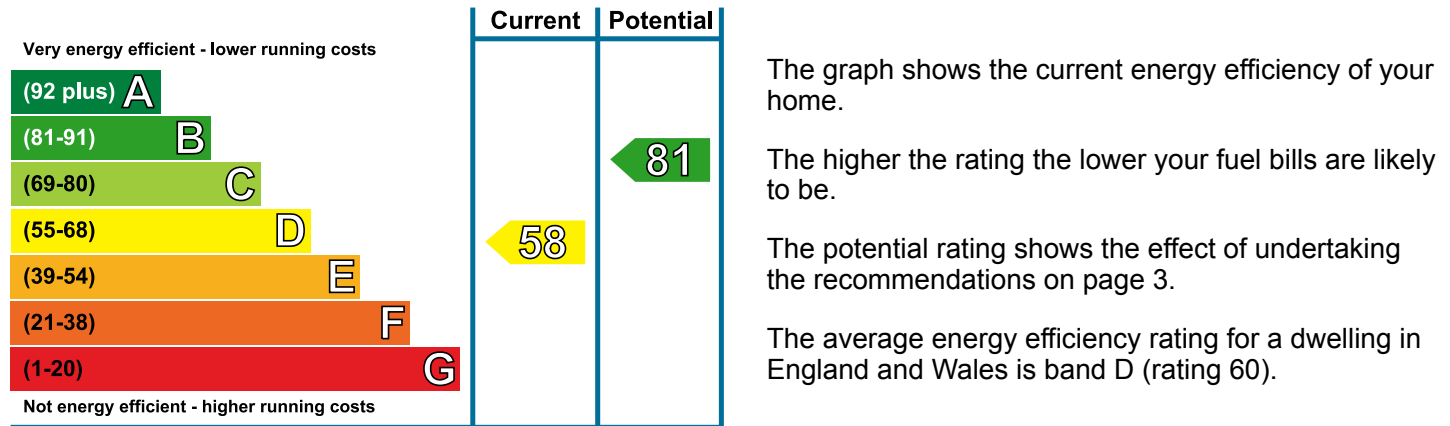 Current Potential
Very energy efficient - lower running costs
(92 plus) A
(81-91) B
81
(69-80) C
(55-68) D
58
(39-54) E
(21-38) F
(1-20) G
Not energy efficient - higher running costs
The graph shows the current energy efficiency of your
home.
The higher the rating the lower your fuel bills are likely
to be.
The potential rating shows the effect of undertaking
the recommendations on page 3.
The average energy efficiency rating for a dwelling in
England and Wales is band D (rating 60).